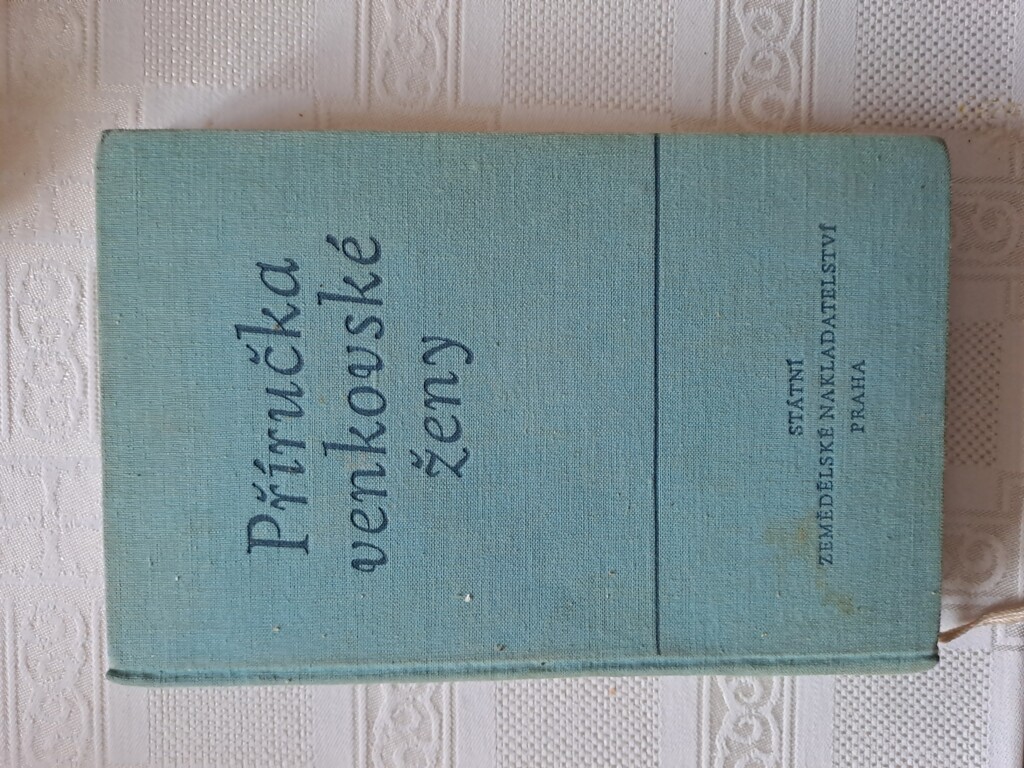 Příručka
venkovské
ženy
STÁTNÍ
ZEMĚDĚLSKÉ NAKLADATELSTVÍ
PRAHA